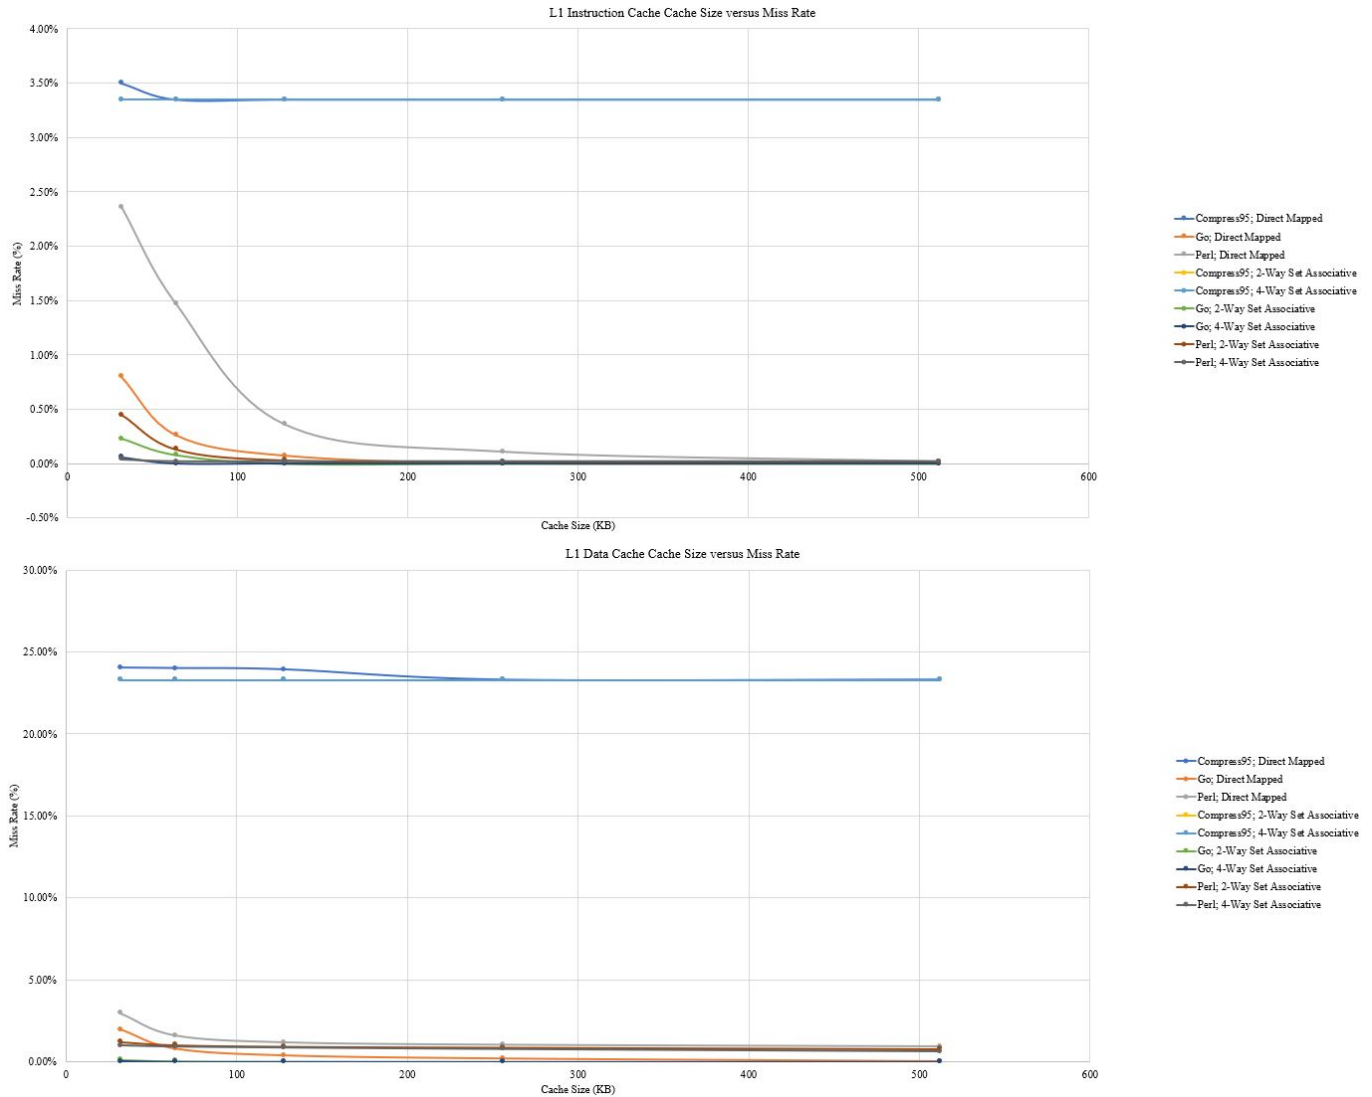 L1 Instruction Cache Cache Size versus Miss Rate
4.00%
3.50%
3.00%
2.50%
2.00%
1.50%
1.00%
0.50%
0.00%
-0.50%
Miss Rate (%)
0 100 200 300 400 500 600
Cache Size (KB)
Compress95; Direct Mapped
Go; Direct Mapped
Perl; Direct Mapped
Compress95; 2-Way Set Associative
Compress95; 4-Way Set Associative
Go; 2-Way Set Associative
Go; 4-Way Set Associative
Perl; 2-Way Set Associative
Perl; 4-Way Set Associative
L1 Data Cache Cache Size versus Miss Rate
30.00%
25.00%
20.00%
15.00%
10.00%
5.00%
0.00%
Miss Rate (%)
0 100 200 300 400 500 600
Cache Size (KB)
Compress95; Direct Mapped
Go; Direct Mapped
Perl; Direct Mapped
Compress95; 2-Way Set Associative
Compress95; 4-Way Set Associative
Go; 2-Way Set Associative
Go; 4-Way Set Associative
Perl; 2-Way Set Associative
Perl; 4-Way Set Associative